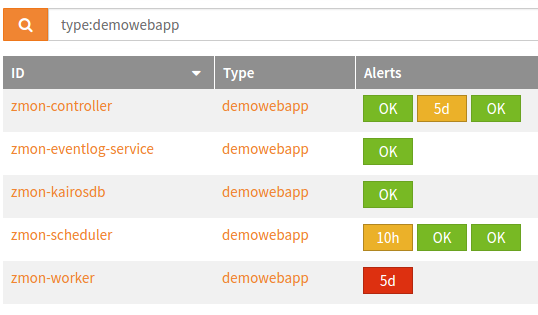 type:demowebapp
ID Type Alerts
zmon-controller demowebapp OK 5d OK
zmon-eventlog-service demowebapp OK
zmon-kairosdb demowebapp OK
zmon-scheduler demowebapp 10h OK OK
zmon-worker demowebapp 5d